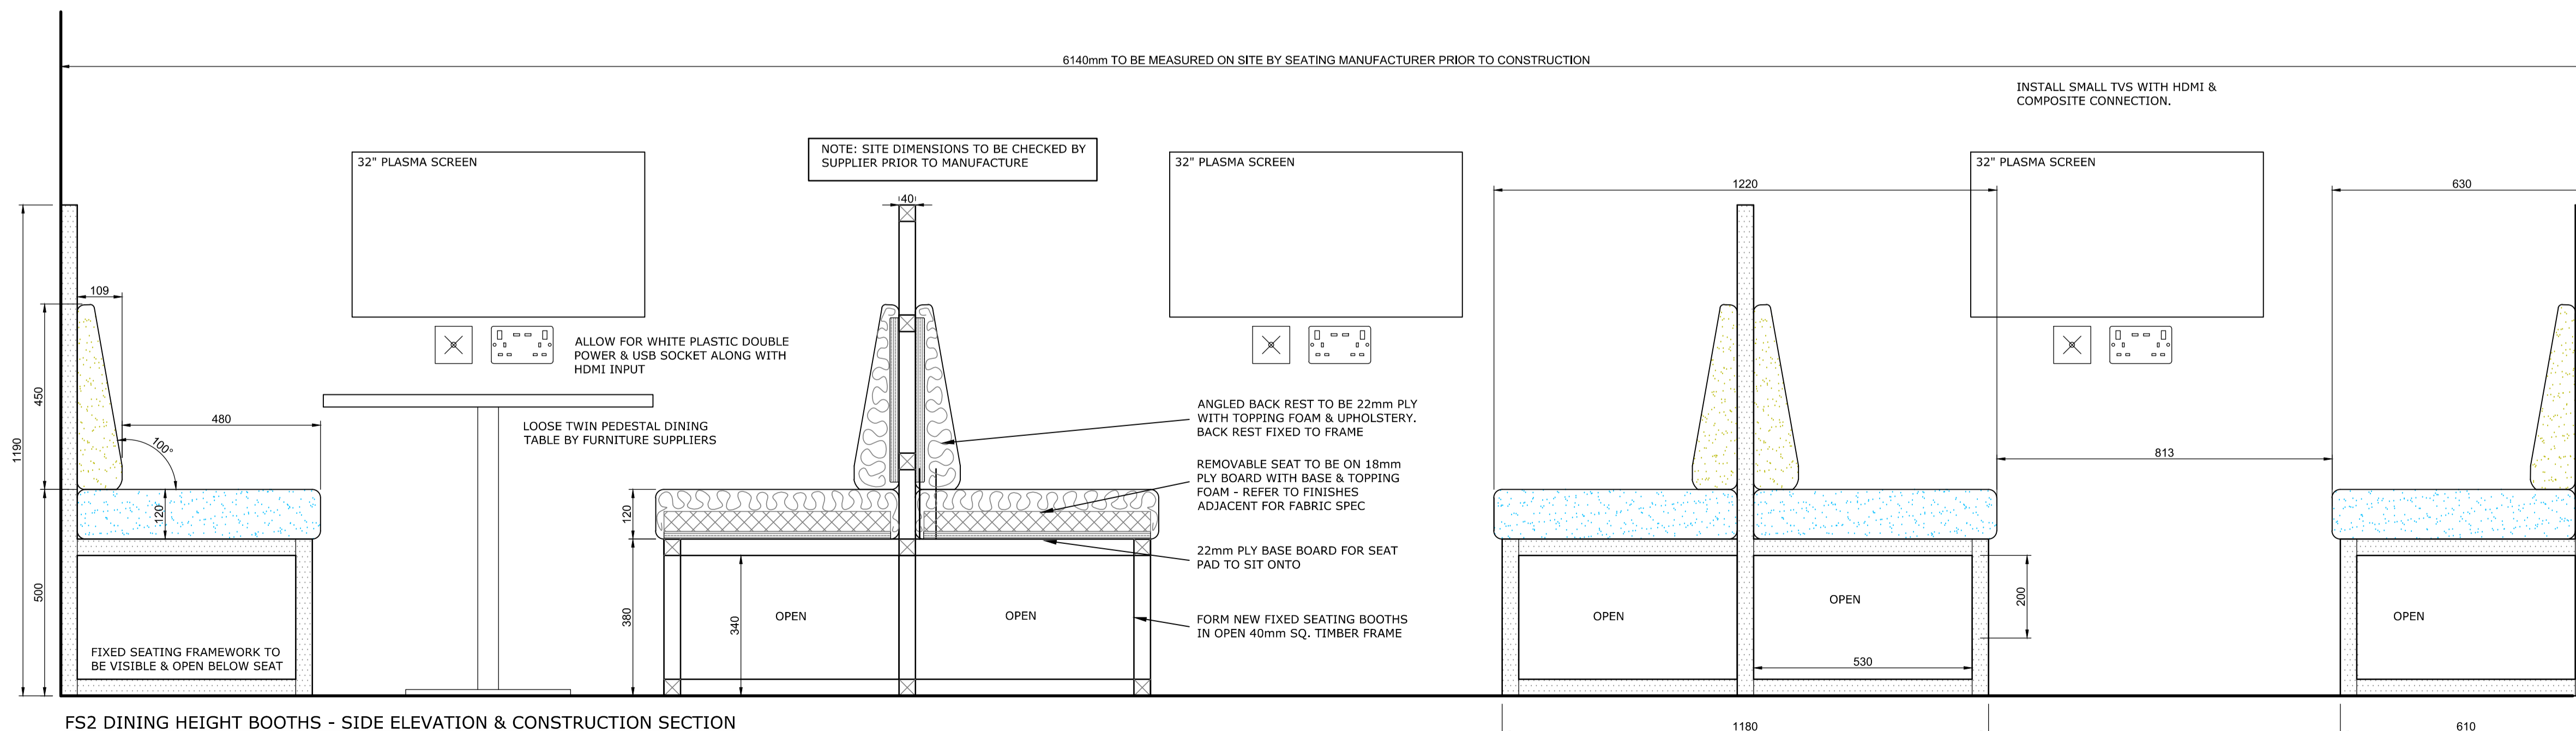 6140mm TO BE MEASURED ON SITE BY SEATING MANUFACTURER PRIOR TO CONSTRUCTION
INSTALL SMALL TVS WITH HDMI &
COMPOSITE CONNECTION.
32" PLASMA SCREEN
NOTE: SITE DIMENSIONS TO BE CHECKED BY
SUPPLIER PRIOR TO MANUFACTURE
32" PLASMA SCREEN
32" PLASMA SCREEN
1220
630
40
109
1190
450
480
100°
500
120
ALLOW FOR WHITE PLASTIC DOUBLE
POWER & USB SOCKET ALONG WITH
HDMI INPUT
LOOSE TWIN PEDESTAL DINING
TABLE BY FURNITURE SUPPLIERS
ANGLED BACK REST TO BE 22mm PLY
WITH TOPPING FOAM & UPHOLSTERY.
BACK REST FIXED TO FRAME
REMOVABLE SEAT TO BE ON 18mm
PLY BOARD WITH BASE & TOPPING
FOAM - REFER TO FINISHES
ADJACENT FOR FABRIC SPEC
22mm PLY BASE BOARD FOR SEAT
PAD TO SIT ONTO
FORM NEW FIXED SEATING BOOTHS
IN OPEN 40mm SQ. TIMBER FRAME
813
120
380
340
OPEN
OPEN
OPEN
OPEN
200
530
OPEN
FIXED SEATING FRAMEWORK TO
BE VISIBLE & OPEN BELOW SEAT
FS2 DINING HEIGHT BOOTHS - SIDE ELEVATION & CONSTRUCTION SECTION
1180
610